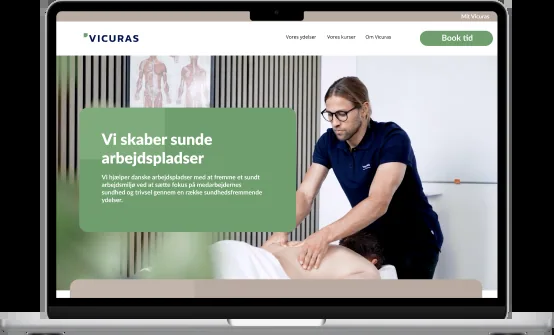 Mit Vicuras
VICURAS
Vores ydelser
Vores kurser
Om Vicuras
Book tid
Vi skaber sunde
arbejdspladser
Vi hjælper danske arbejdspladser med at fremme et sundt
arbejdsmiljø ved at sætte fokus på medarbejdernes
sundhed og trivsel gennem en række sundhedsfremmende
ydelser.